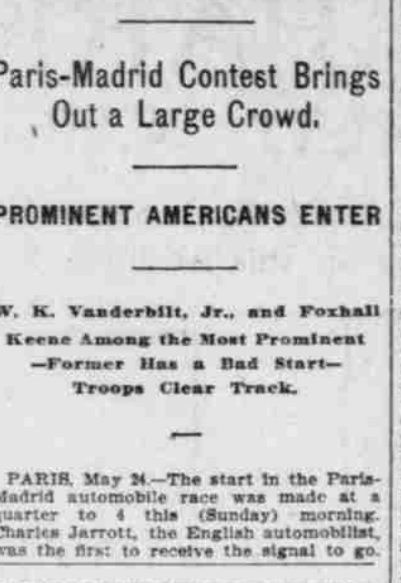 Paris-Madrid Contest Brings
Out a Large Crowd.
PROMINENT AMERICANS ENTER
W. K. Vanderbilt, Jr., and Foxhall
Keene Among the Most Prominent
—Former Has a Bad Start—
Troops Clear Track.
PARIS, May 24.—The start in the Paris-
Madrid automobile race was made at a
quarter to 4 this (Sunday) morning.
Charles Jarrott, the English automobilist,
was the first to receive the signal to go.